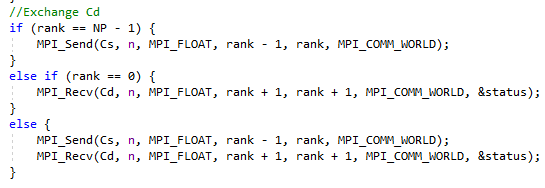 //Exchange Cd
if (rank == NP - 1) {
    MPI_Send(Cs, n, MPI_FLOAT, rank - 1, rank, MPI_COMM_WORLD);
}
else if (rank == 0) {
    MPI_Recv(Cd, n, MPI_FLOAT, rank + 1, rank + 1, MPI_COMM_WORLD, &status);
}
else {
    MPI_Send(Cs, n, MPI_FLOAT, rank - 1, rank, MPI_COMM_WORLD);
    MPI_Recv(Cd, n, MPI_FLOAT, rank + 1, rank + 1, MPI_COMM_WORLD, &status);
}